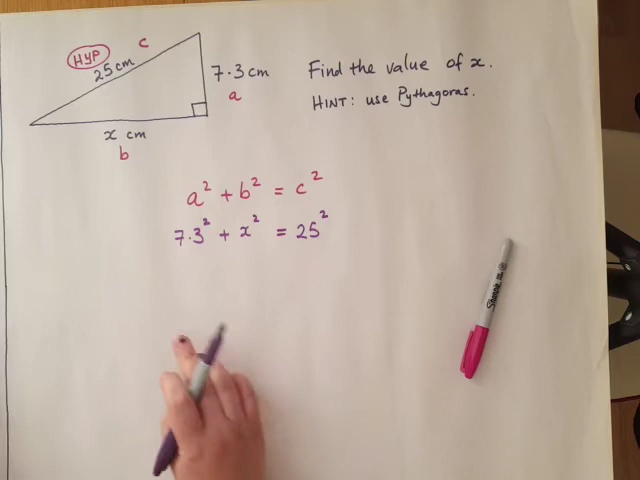 HYP
c
25 cm
7.3 cm
a
x cm
b
Find the value of x.
HINT: use Pythagoras.
a² + b² = c²
7.3² + x² = 25²
Sharpie